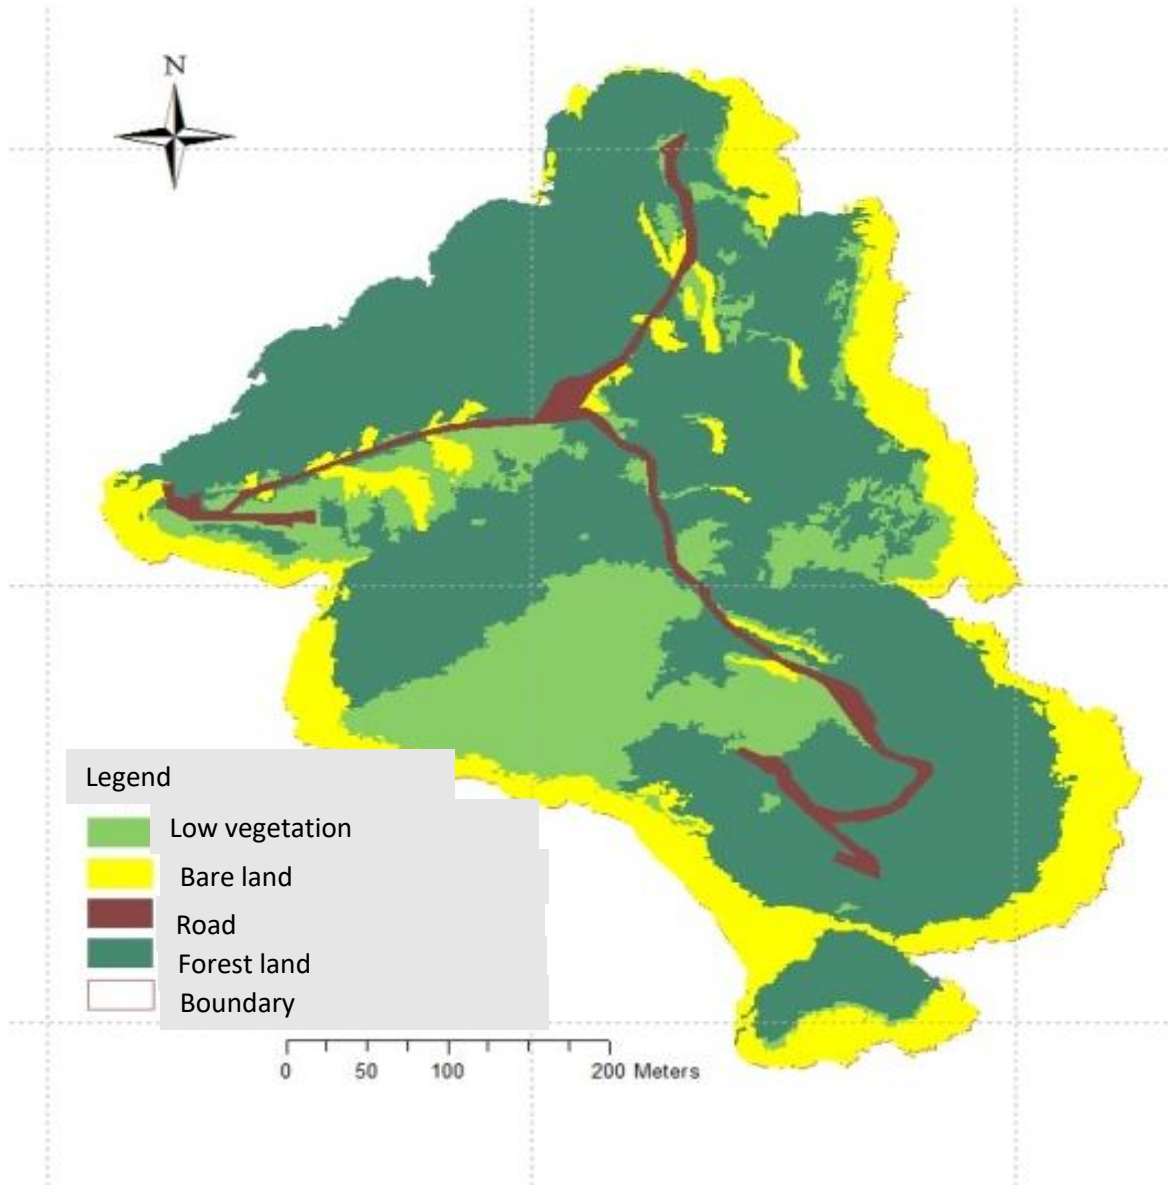 N
Legend
Low vegetation
Bare land
Road
Forest land
Boundary
0 50 100 200 Meters